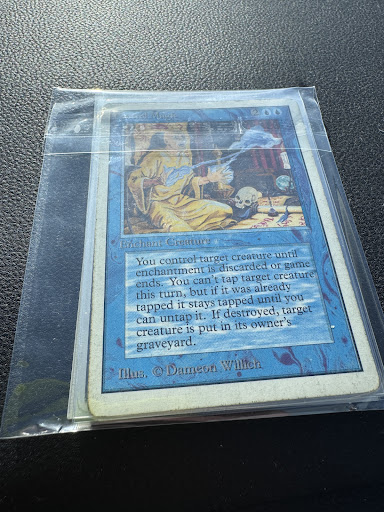 Enchant Creature
You control target creature until
enchantment is discarded or game
ends. You can't tap target creature
this turn, but if it was already
tapped it stays tapped until you
can untap it. If destroyed, target
creature is put in its owner's
graveyard.
Illus. © Dameon Willich